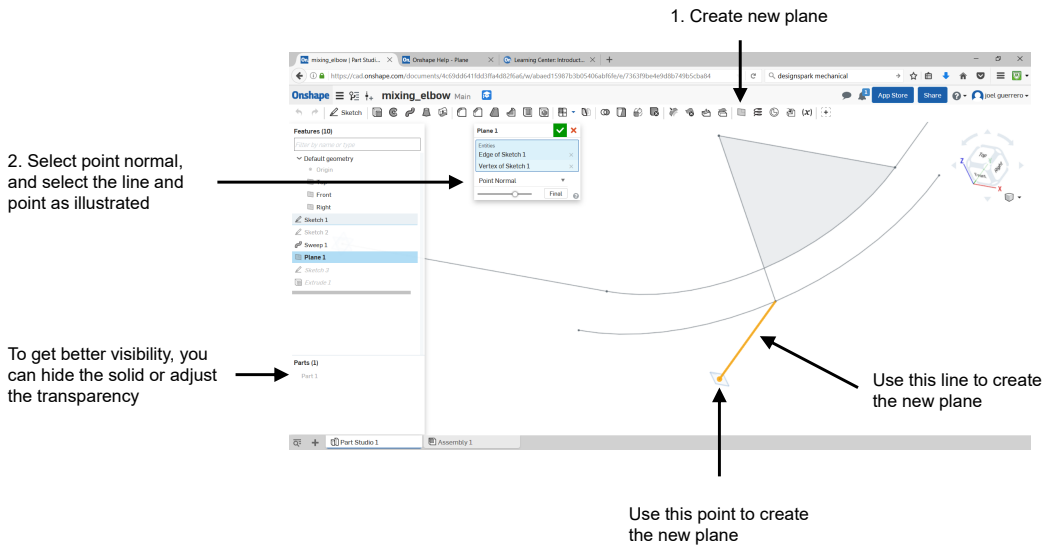 1. Create new plane
mixing_elbow | Part Studi...
Onshape Help - Plane
Learning Center: Introduct...
https://cad.onshape.com/documents/4c69dd641fdd3ffa4d82f6a6/w/abaed15987b3b05406abf6fe/e/7363f9be4e9d8b749b5cba84
designspark mechanical
Onshape
mixing_elbow Main
App Store
Share
joel guerrero
Sketch
(x)
Features (10)
Filter by name or type
Default geometry
Origin
Top
Front
Right
Sketch 1
Sketch 2
Sweep 1
Plane 1
Sketch 3
Extrude 1
Plane 1
Entities
Edge of Sketch 1
Vertex of Sketch 1
Point Normal
Final
Z
Top
Front
Right
X
2. Select point normal,
and select the line and
point as illustrated
To get better visibility, you
can hide the solid or adjust
the transparency
Parts (1)
Part 1
Use this line to create
the new plane
Part Studio 1
Assembly 1
Use this point to create
the new plane